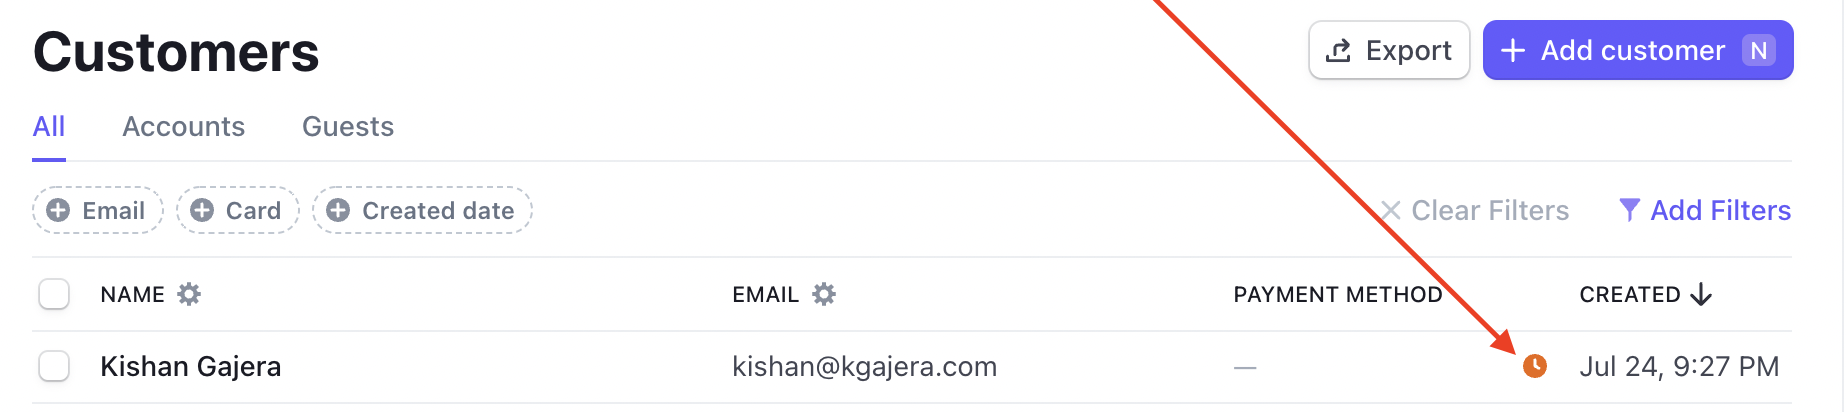 Customers
Export
Add customer N
All Accounts Guests
Email Card Created date
Clear Filters Add Filters
NAME EMAIL PAYMENT METHOD CREATED
Kishan Gajera kishan@kgajera.com — Jul 24, 9:27 PM